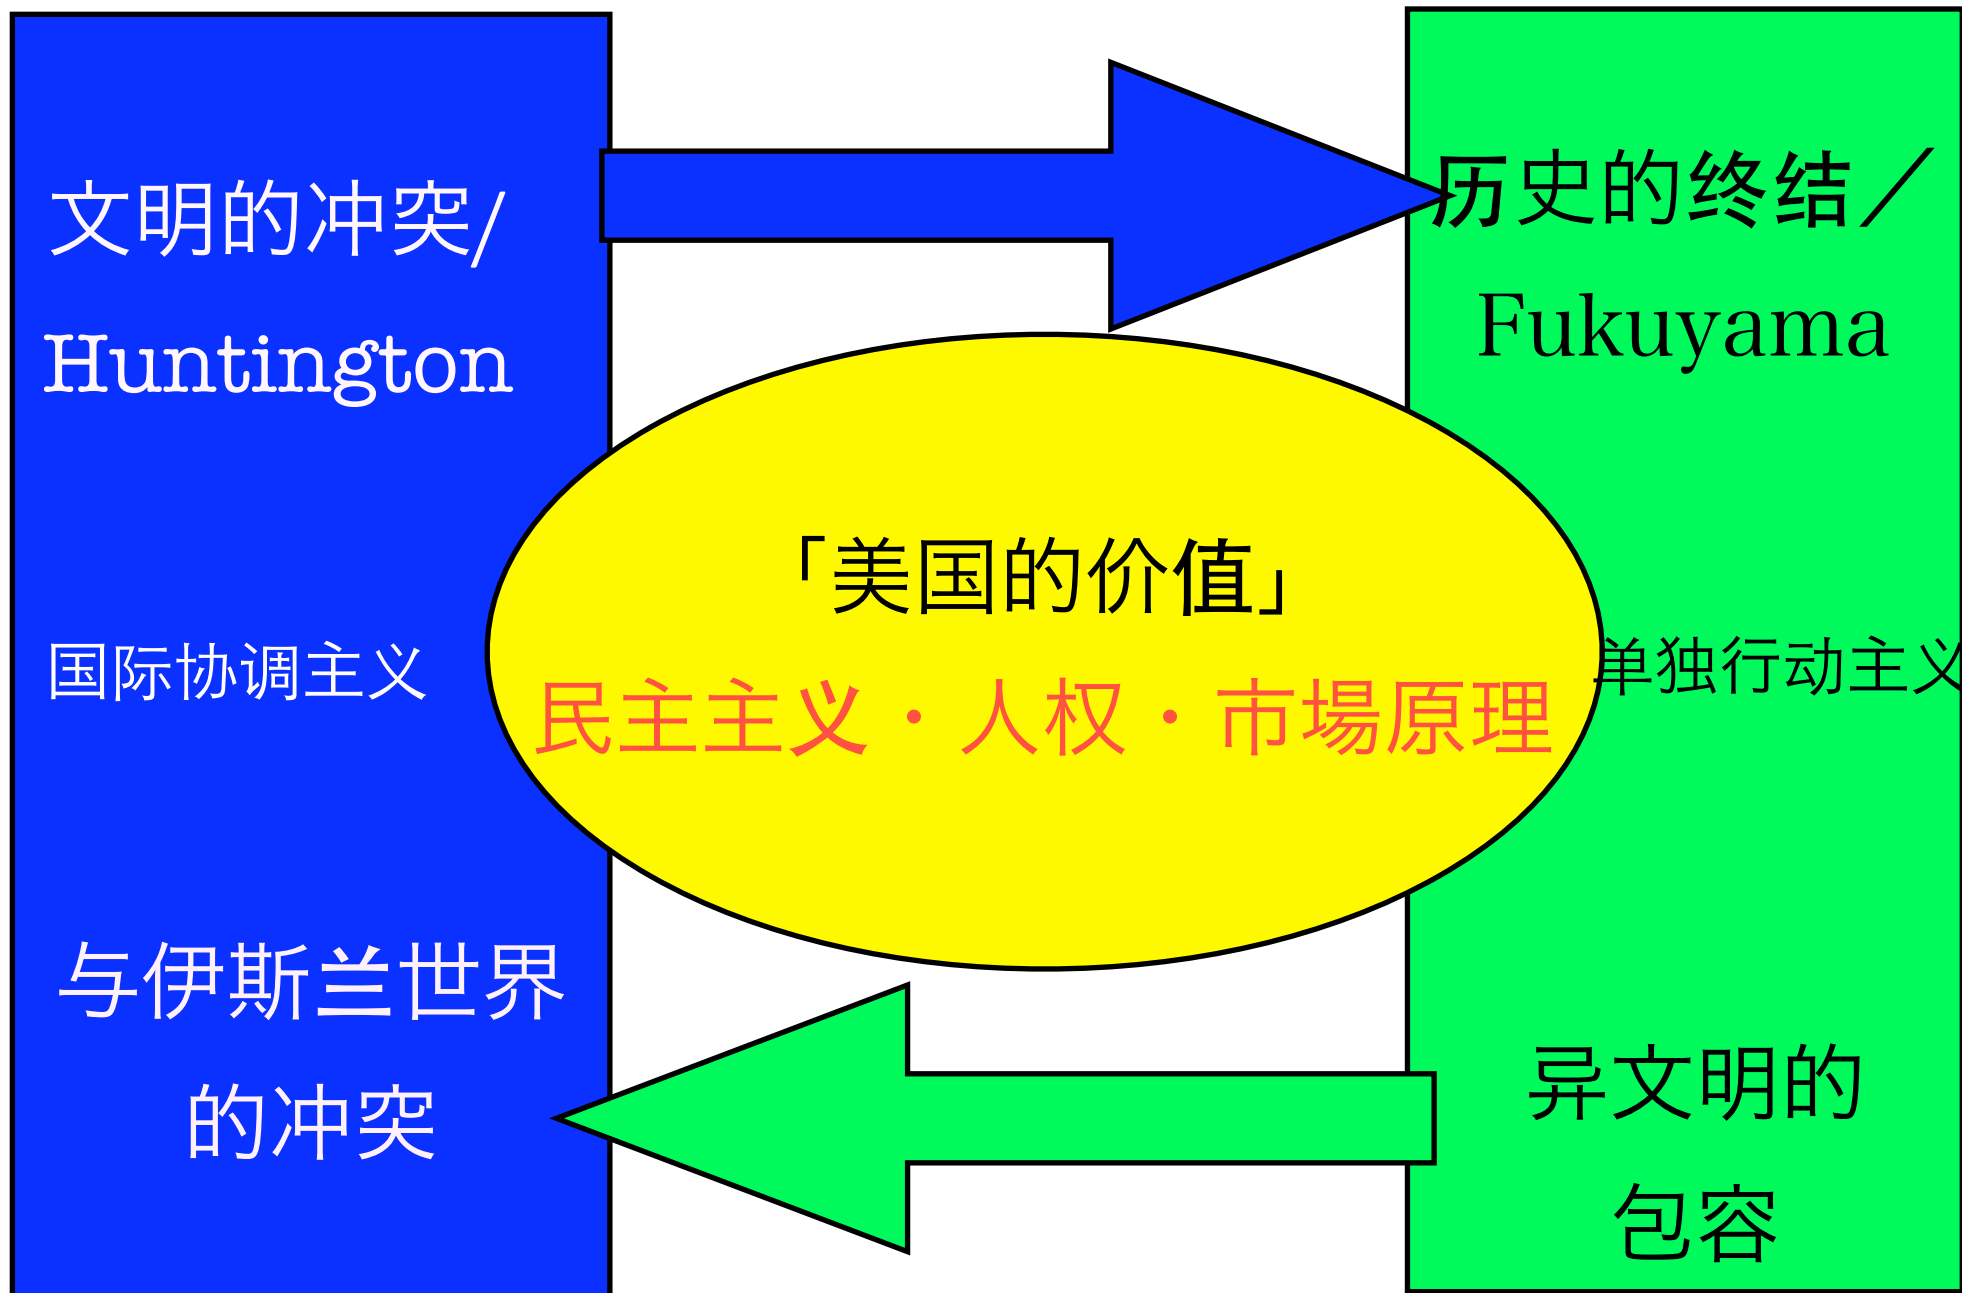 文明的冲突/
Huntington
国际协调主义
与伊斯兰世界
的冲突
「美国的价值」
民主主义・人权・市場原理
历史的终结／
Fukuyama
单独行动主义
异文明的
包容